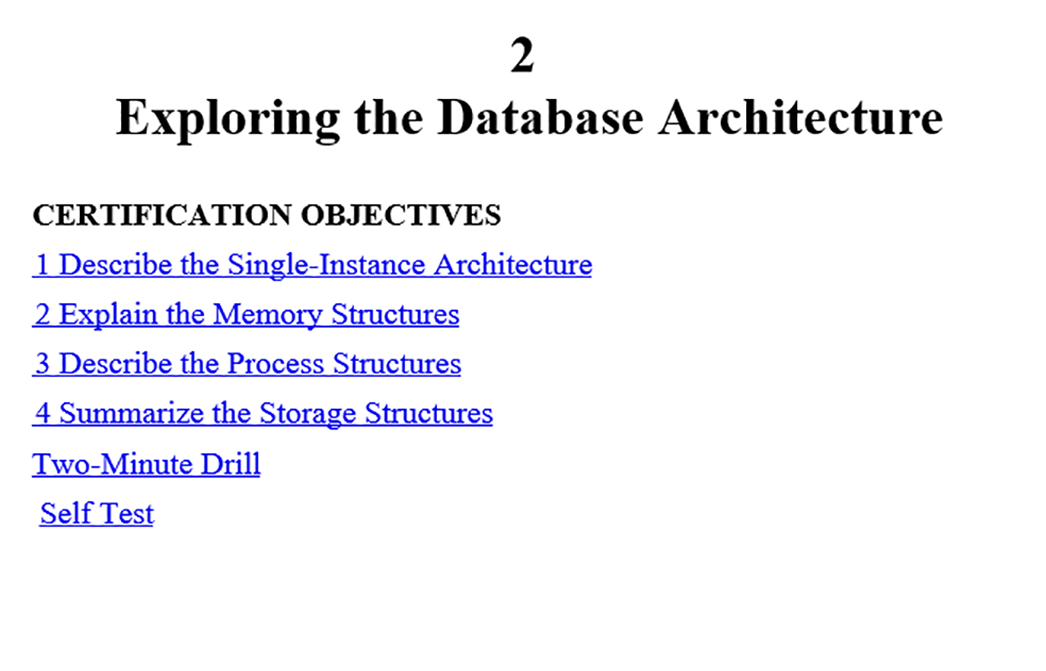 2
Exploring the Database Architecture
CERTIFICATION OBJECTIVES
1 Describe the Single-Instance Architecture
2 Explain the Memory Structures
3 Describe the Process Structures
4 Summarize the Storage Structures
Two-Minute Drill
Self Test